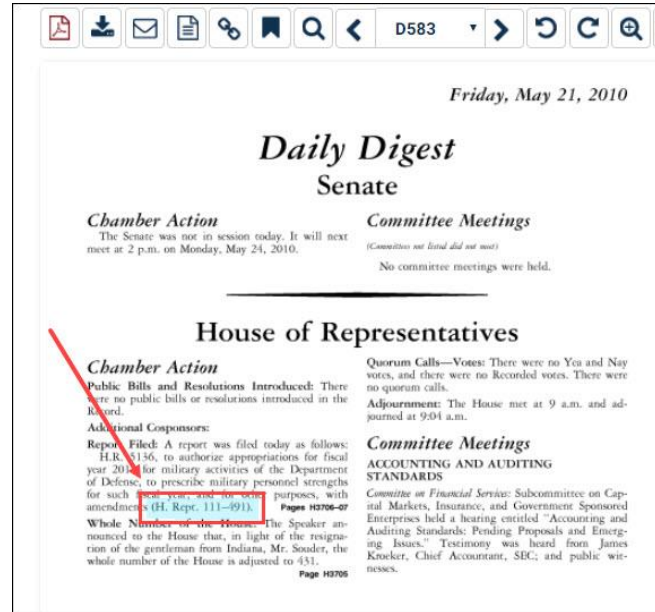 D583
Friday, May 21, 2010
Daily Digest
Senate
Chamber Action
The Senate was not in session today. It will next
meet at 2 p.m. on Monday, May 24, 2010.
Committee Meetings
(Committees not listed did not meet)
No committee meetings were held.
House of Representatives
Chamber Action
Public Bills and Resolutions Introduced: There
were no public bills or resolutions introduced in the
Record.
Additional Cosponsors:
Report Filed: A report was filed today as follows:
H.R. 5136, to authorize appropriations for fiscal
year 201 for military activities of the Department
of Defense, to prescribe military personnel strengths
for such fiscal year, and for other purposes, with
amendments (H. Rept. 111–491). Pages H3706–07
Whole Number of the House: The Speaker an-
nounced to the House that, in light of the resigna-
tion of the gentleman from Indiana, Mr. Souder, the
whole number of the House is adjusted to 431.
Page H3705
Quorum Calls—Votes: There were no Yea and Nay
votes, and there were no Recorded votes. There were
no quorum calls.
Adjournment: The House met at 9 a.m. and ad-
journed at 9:04 a.m.
Committee Meetings
ACCOUNTING AND AUDITING
STANDARDS
Committee on Financial Service: Subcommittee on Cap-
ital Markets, Insurance, and Government Sponsored
Enterprises held a hearing entitled "Accounting and
Auditing Standards: Pending Proposals and Emerg-
ing Issues." Testimony was heard from James
Kroeker, Chief Accountant, SEC; and public wit-
nesses.